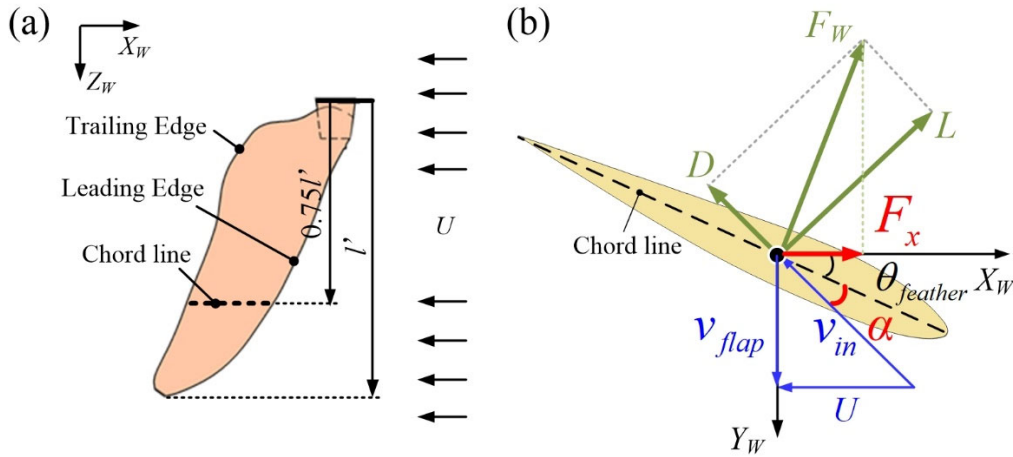 (a)
X_W
Z_W
Trailing Edge
Leading Edge
Chord line
0.75l'
l'
U
(b)
F_W
L
D
Chord line
F_x
X_W
θ_feather
α
v_flap
v_in
U
Y_W